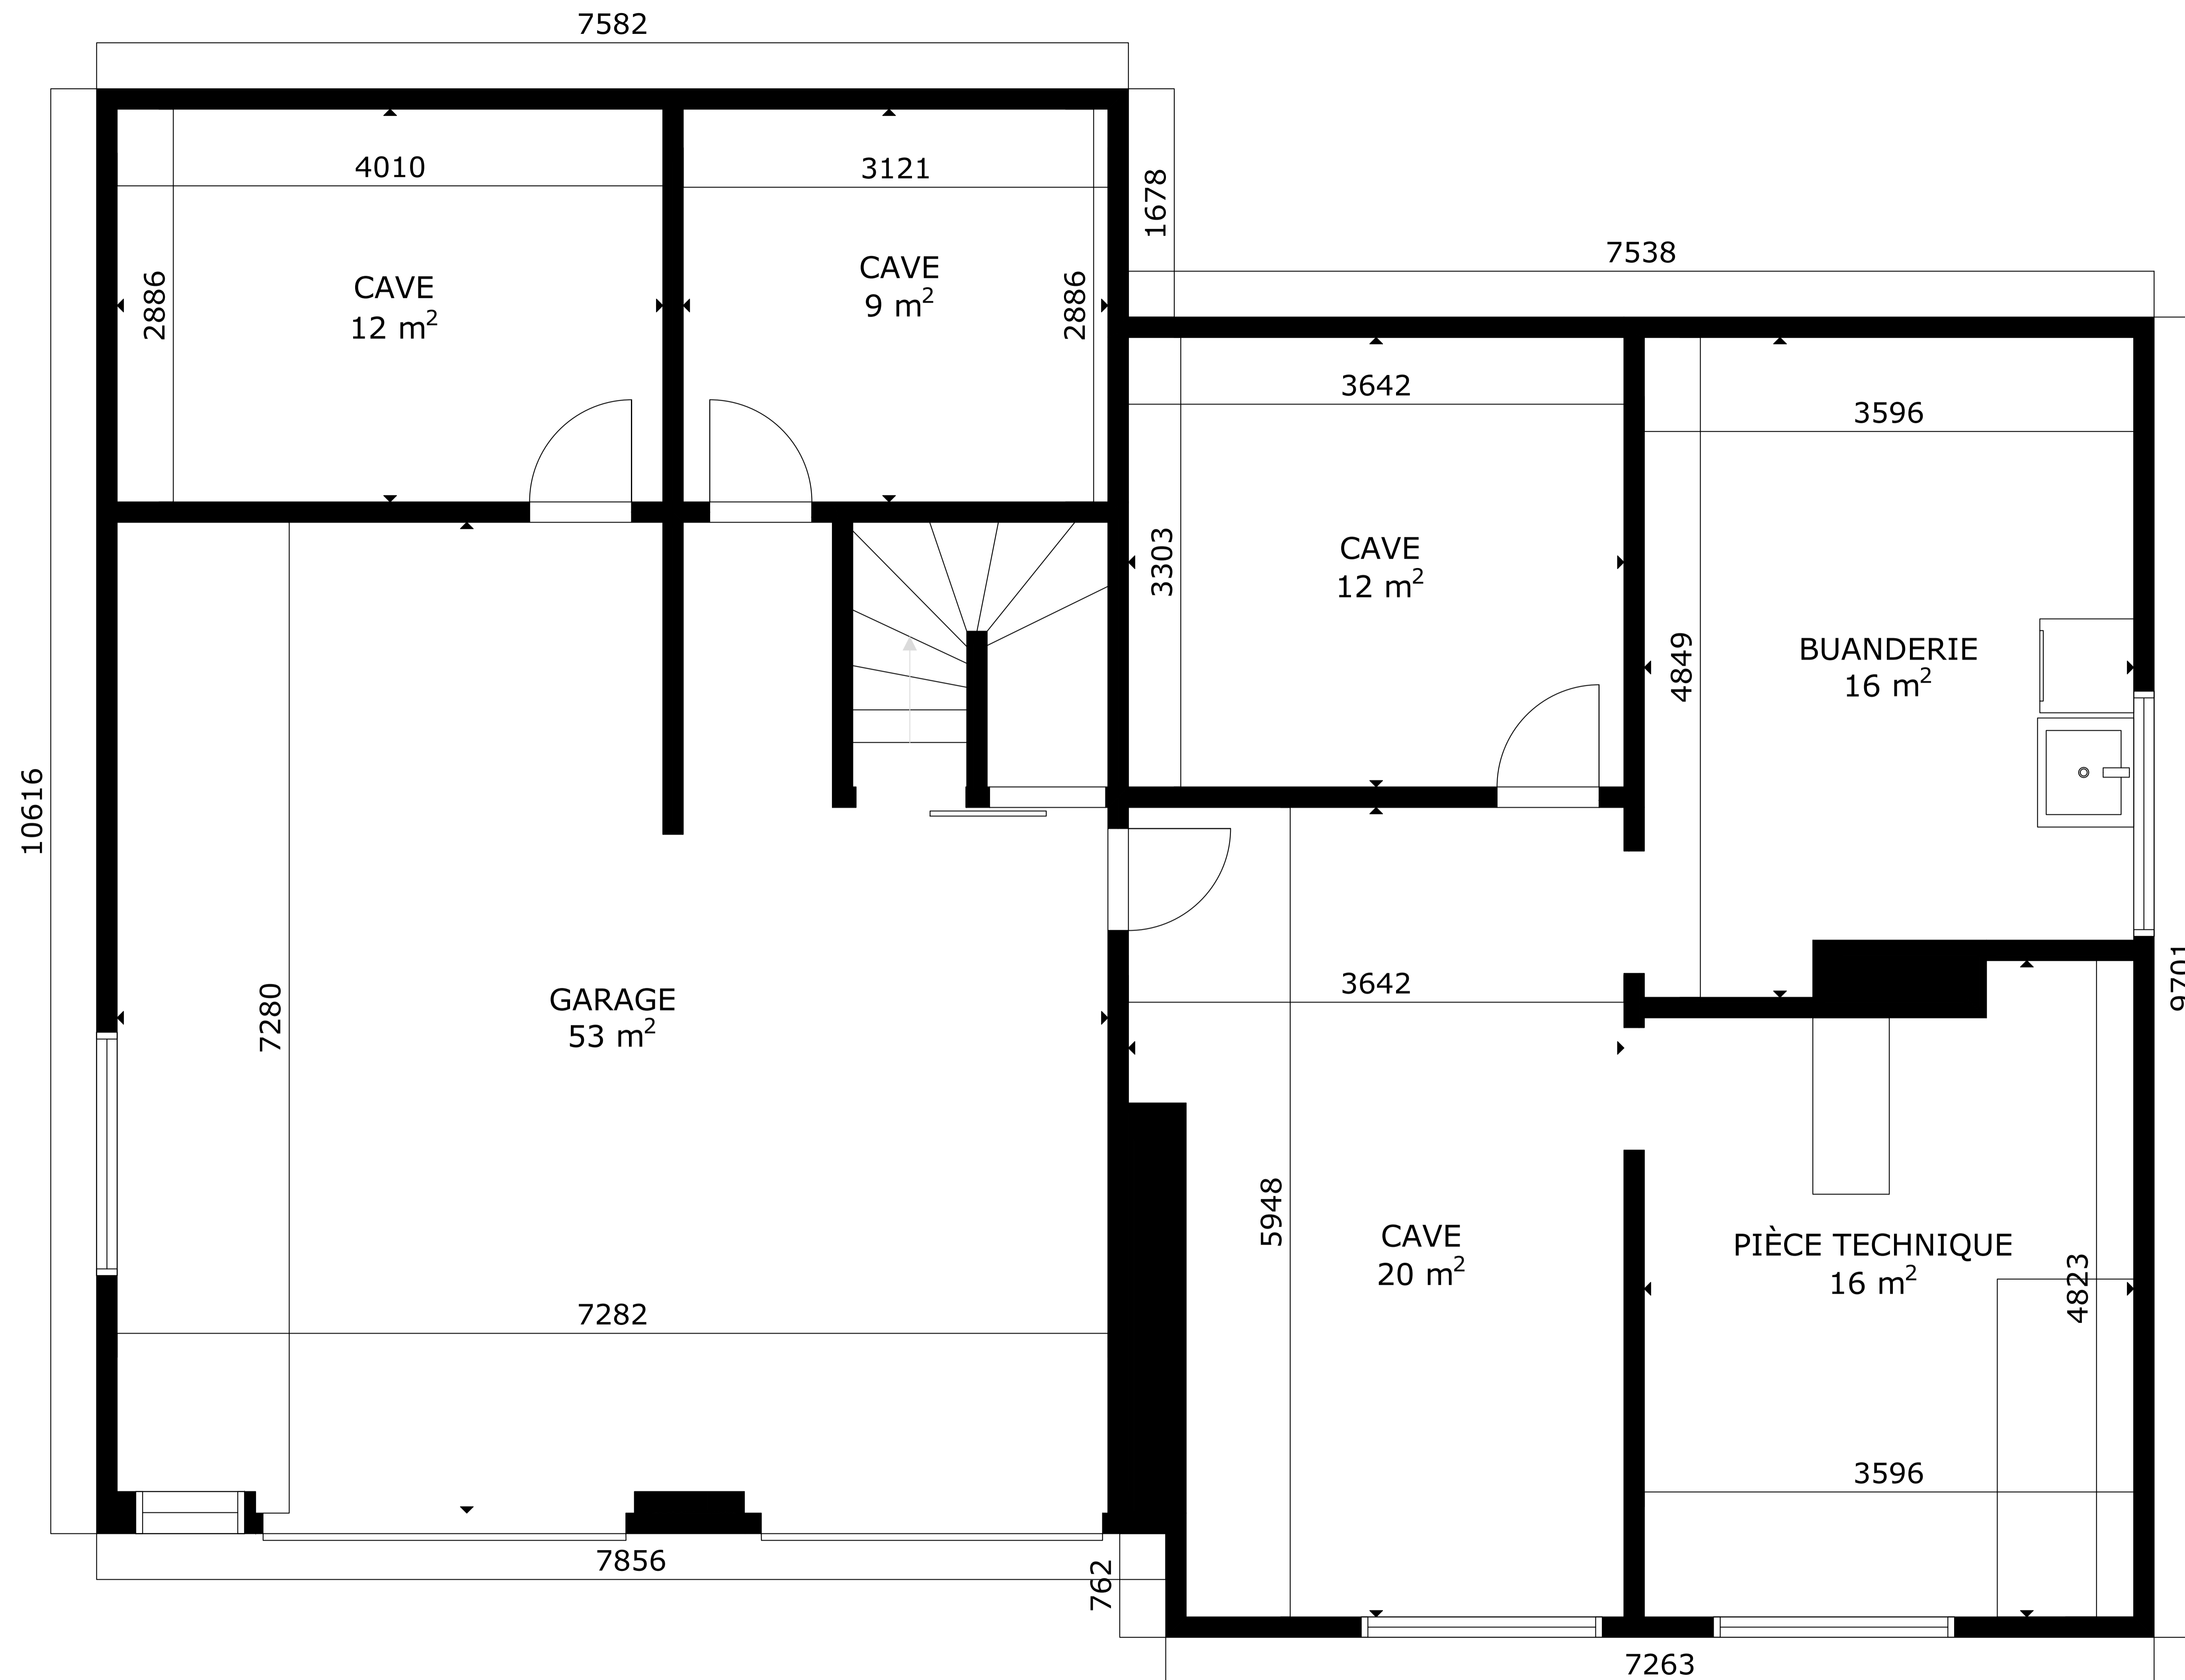 7582
4010
3121
1678
7538
2886
CAVE
12 m²
CAVE
9 m²
2886
3642
3596
3303
CAVE
12 m²
4849
BUANDERIE
16 m²
10616
7280
GARAGE
53 m²
3642
9701
5948
CAVE
20 m²
PIÈCE TECHNIQUE
16 m²
4823
7282
3596
7856
762
7263